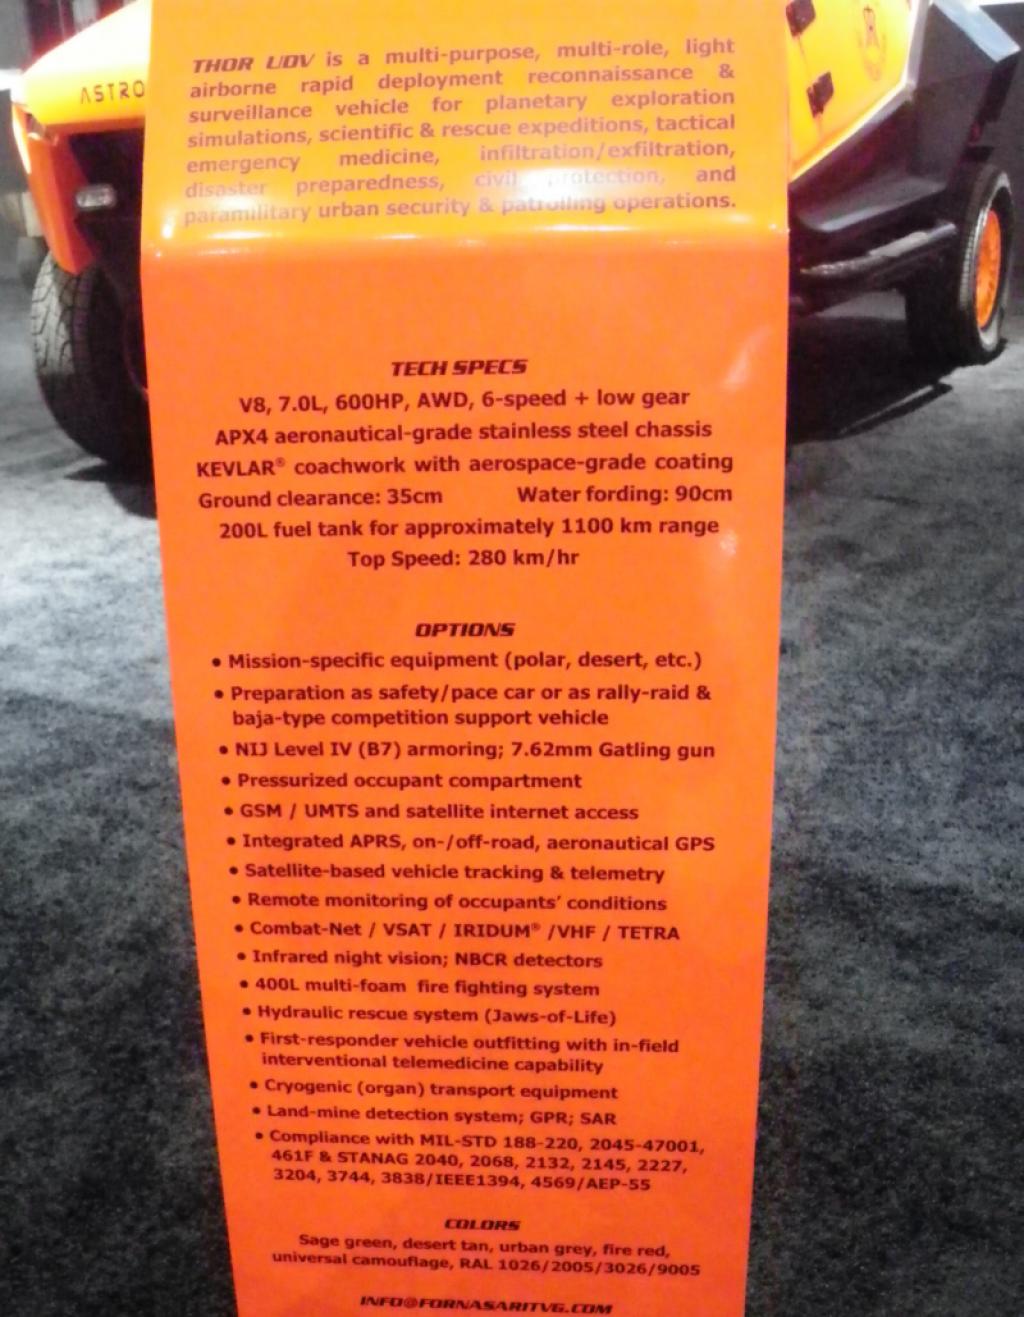 ASTRO
THOR UDV is a multi-purpose, multi-role, light
airborne rapid deployment reconnaissance &
surveillance vehicle for planetary exploration
simulations, scientific & rescue expeditions, tactical
emergency medicine, infiltration/exfiltration,
disaster preparedness, civil protection, and
paramilitary urban security & patrolling operations.
TECH SPECS
V8, 7.0L, 600HP, AWD, 6-speed + low gear
APX4 aeronautical-grade stainless steel chassis
KEVLAR® coachwork with aerospace-grade coating
Ground clearance: 35cm Water fording: 90cm
200L fuel tank for approximately 1100 km range
Top Speed: 280 km/hr
OPTIONS
• Mission-specific equipment (polar, desert, etc.)
• Preparation as safety/pace car or as rally-raid &
baja-type competition support vehicle
• NIJ Level IV (B7) armoring; 7.62mm Gatling gun
• Pressurized occupant compartment
• GSM / UMTS and satellite internet access
• Integrated APRS, on-/off-road, aeronautical GPS
• Satellite-based vehicle tracking & telemetry
• Remote monitoring of occupants' conditions
• Combat-Net / VSAT / IRIDUM® /VHF / TETRA
• Infrared night vision; NBCR detectors
• 400L multi-foam fire fighting system
• Hydraulic rescue system (Jaws-of-Life)
• First-responder vehicle outfitting with in-field
interventional telemedicine capability
• Cryogenic (organ) transport equipment
• Land-mine detection system; GPR; SAR
• Compliance with MIL-STD 188-220, 2045-47001,
461F & STANAG 2040, 2068, 2132, 2145, 2227,
3204, 3744, 3838/IEEE1394, 4569/AEP-55
COLORS
Sage green, desert tan, urban grey, fire red,
universal camouflage, RAL 1026/2005/3026/9005
INFO@FORNASARITVG.COM